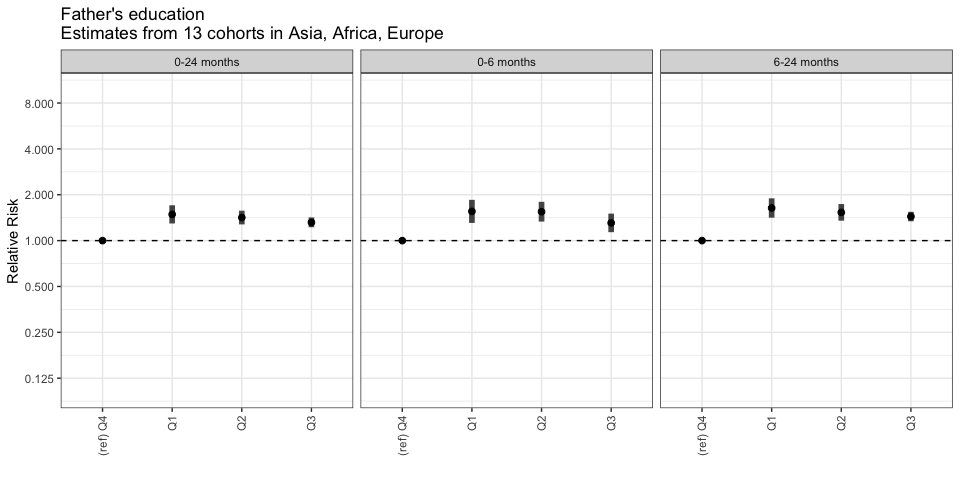 Father's education
Estimates from 13 cohorts in Asia, Africa, Europe
0-24 months
0-6 months
6-24 months
Relative Risk
8.000
4.000
2.000
1.000
0.500
0.250
0.125
(ref) Q4
Q1
Q2
Q3
(ref) Q4
Q1
Q2
Q3
(ref) Q4
Q1
Q2
Q3